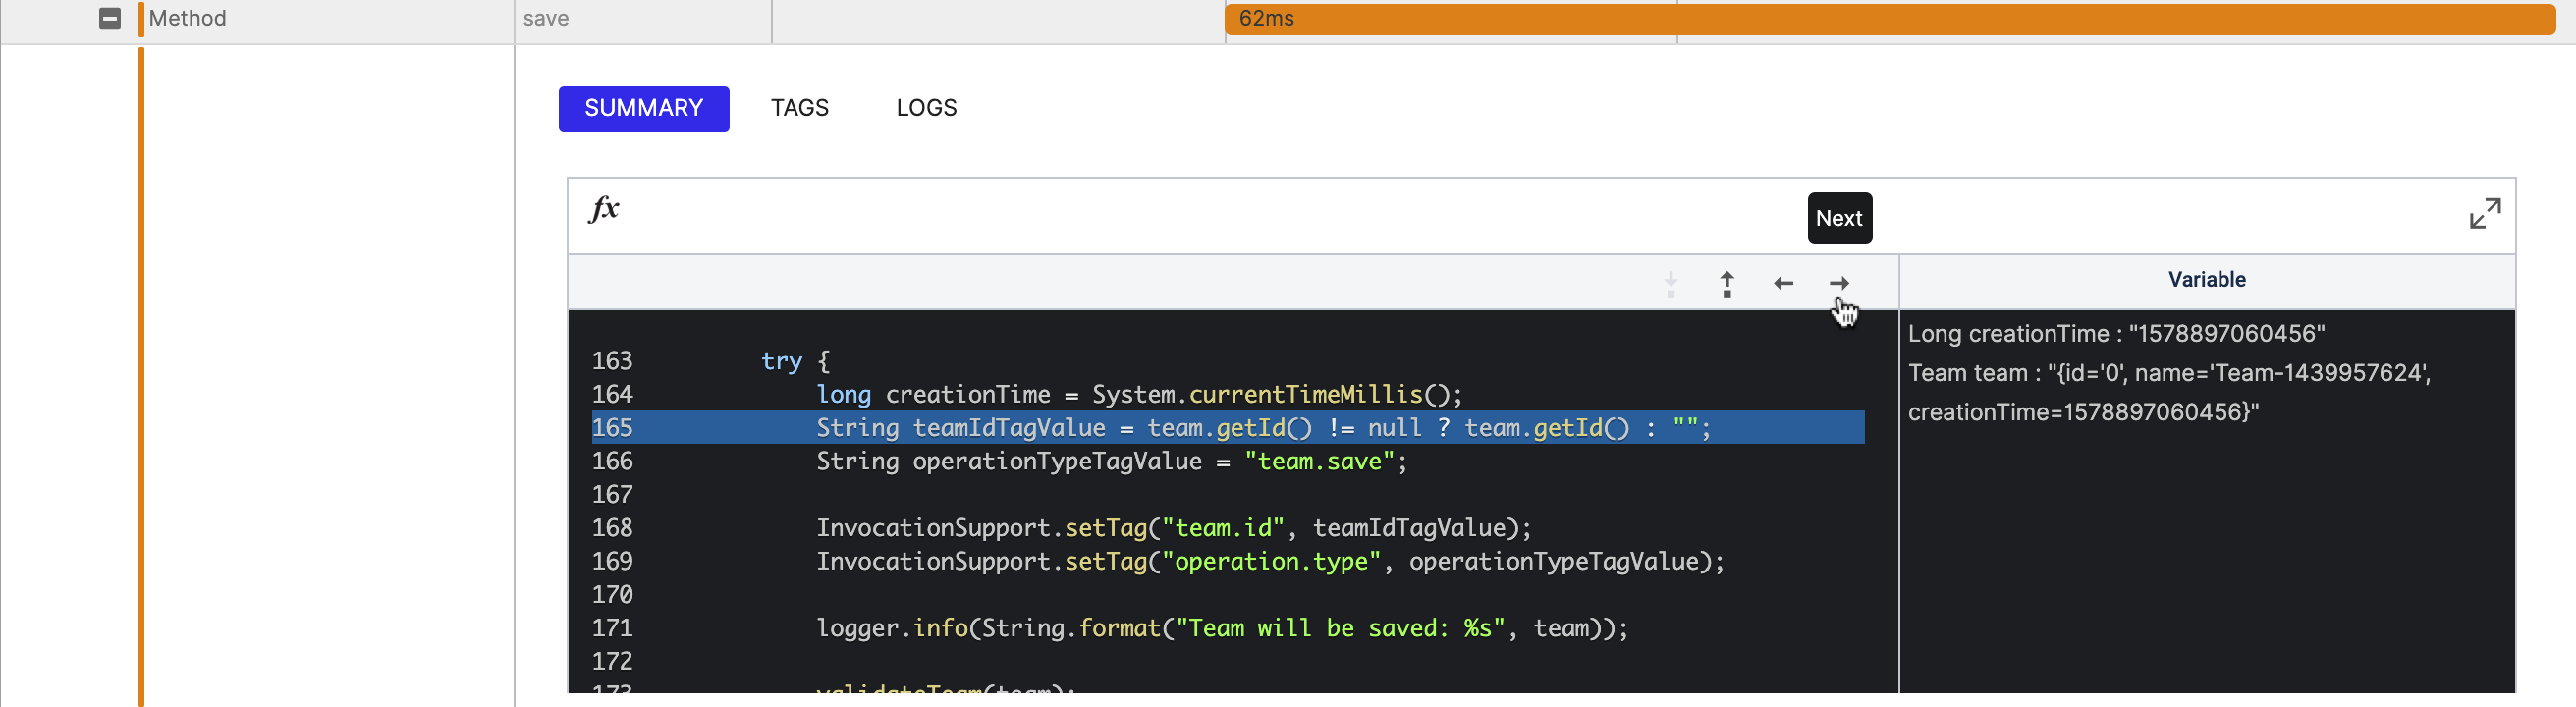 Method save 62ms
SUMMARY TAGS LOGS
fx
Next
Variable
163 try {
164 long creationTime = System.currentTimeMillis();
165 String teamIdTagValue = team.getId() != null ? team.getId() : "";
166 String operationTypeTagValue = "team.save";
167
168 InvocationSupport.setTag("team.id", teamIdTagValue);
169 InvocationSupport.setTag("operation.type", operationTypeTagValue);
170
171 logger.info(String.format("Team will be saved: %s", team));
172
173 validateTeam(team);
Long creationTime : "1578897060456"
Team team : "{id='0', name='Team-1439957624',
creationTime=1578897060456}"